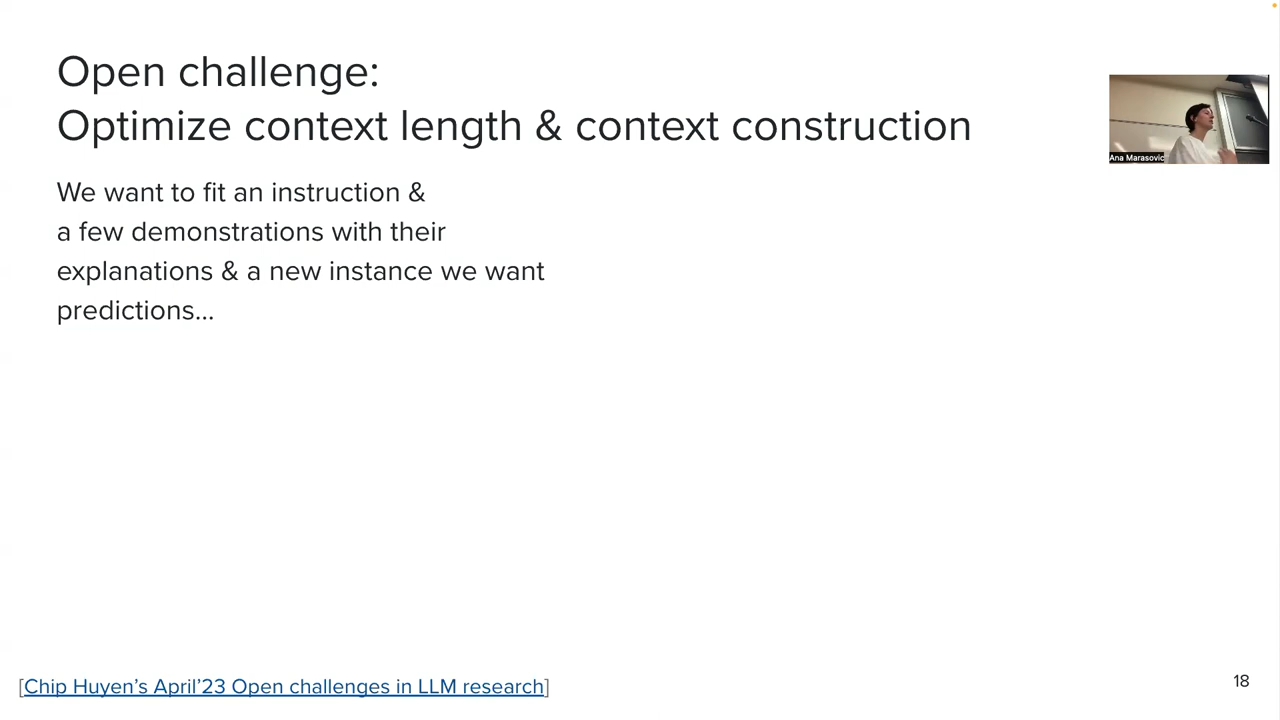 Open challenge:
Optimize context length & context construction
Ana Marasovic
We want to fit an instruction &
a few demonstrations with their
explanations & a new instance we want
predictions...
[Chip Huyen’s April’23 Open challenges in LLM research]
18